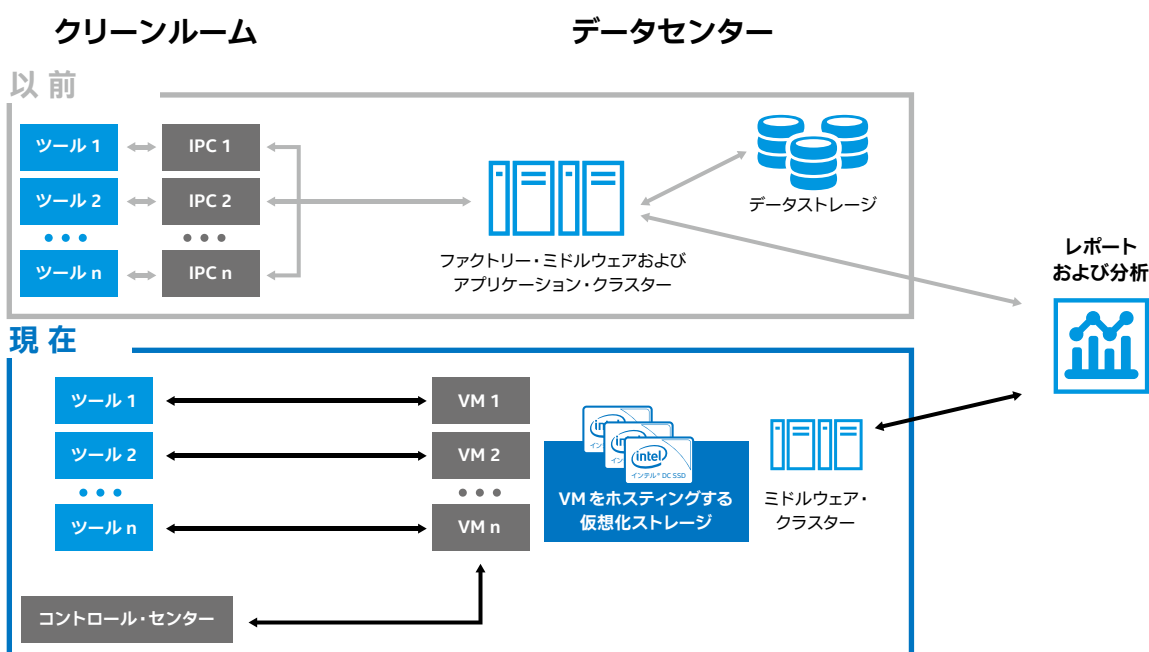 クリーンルーム
データセンター
以前
ツール 1
IPC 1
ツール 2
IPC 2
ツール n
IPC n
ファクトリー・ミドルウェアおよび
アプリケーション・クラスター
データストレージ
レポート
および分析
現在
ツール 1
VM 1
ツール 2
VM 2
ツール n
VM n
intel
インテル® DC SSD
VM をホスティングする
仮想化ストレージ
ミドルウェア・
クラスター
コントロール・センター